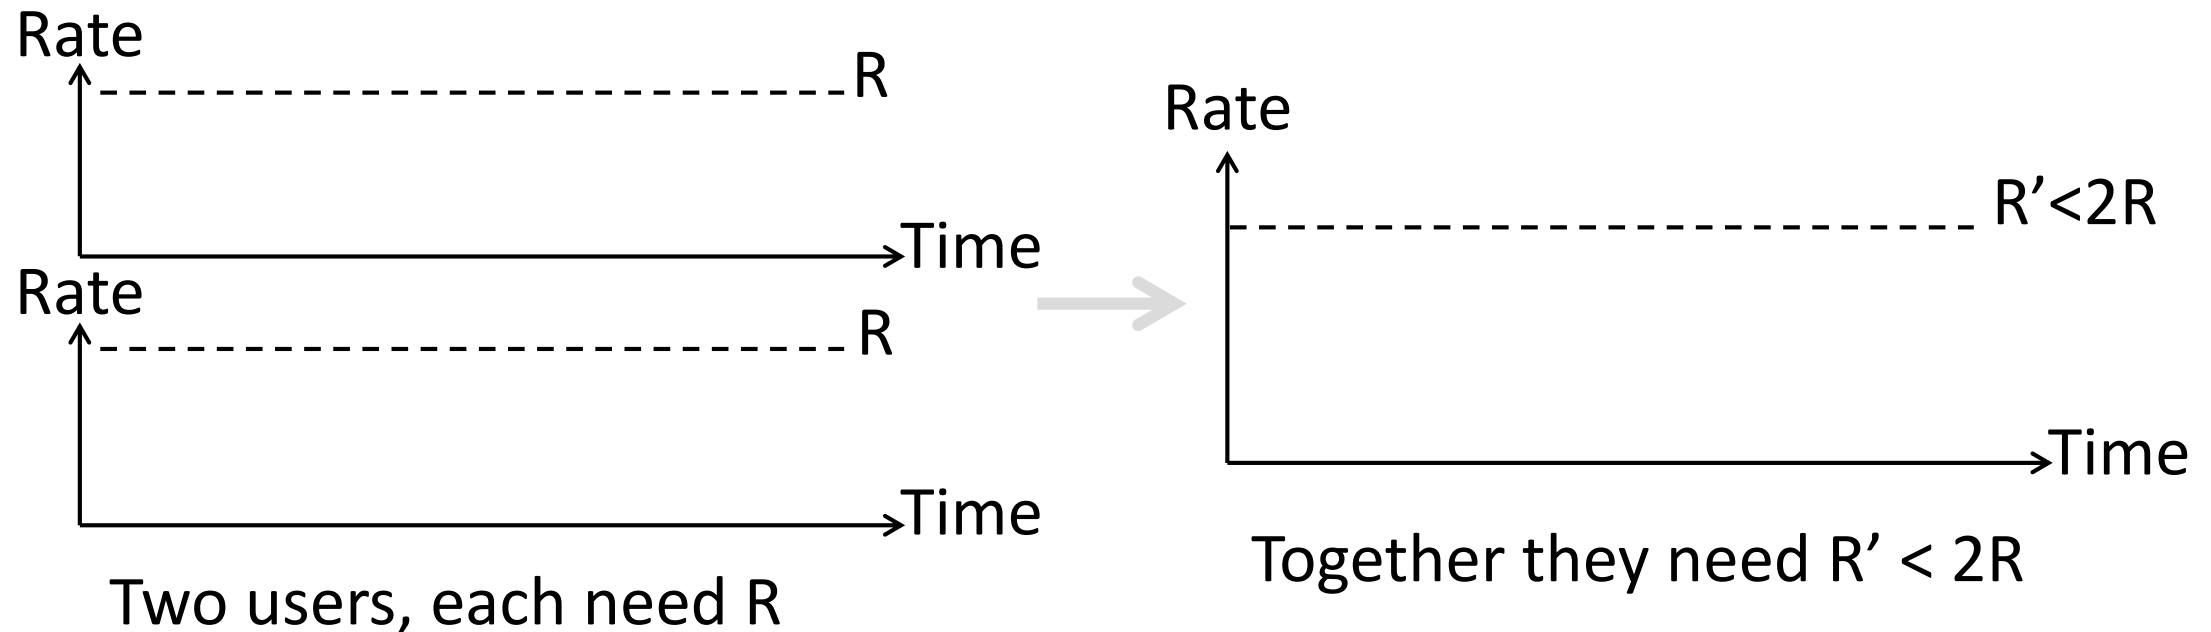 Rate
R
Time
Rate
R
Time
Two users, each need R
Rate
R’<2R
Time
Together they need R’ < 2R